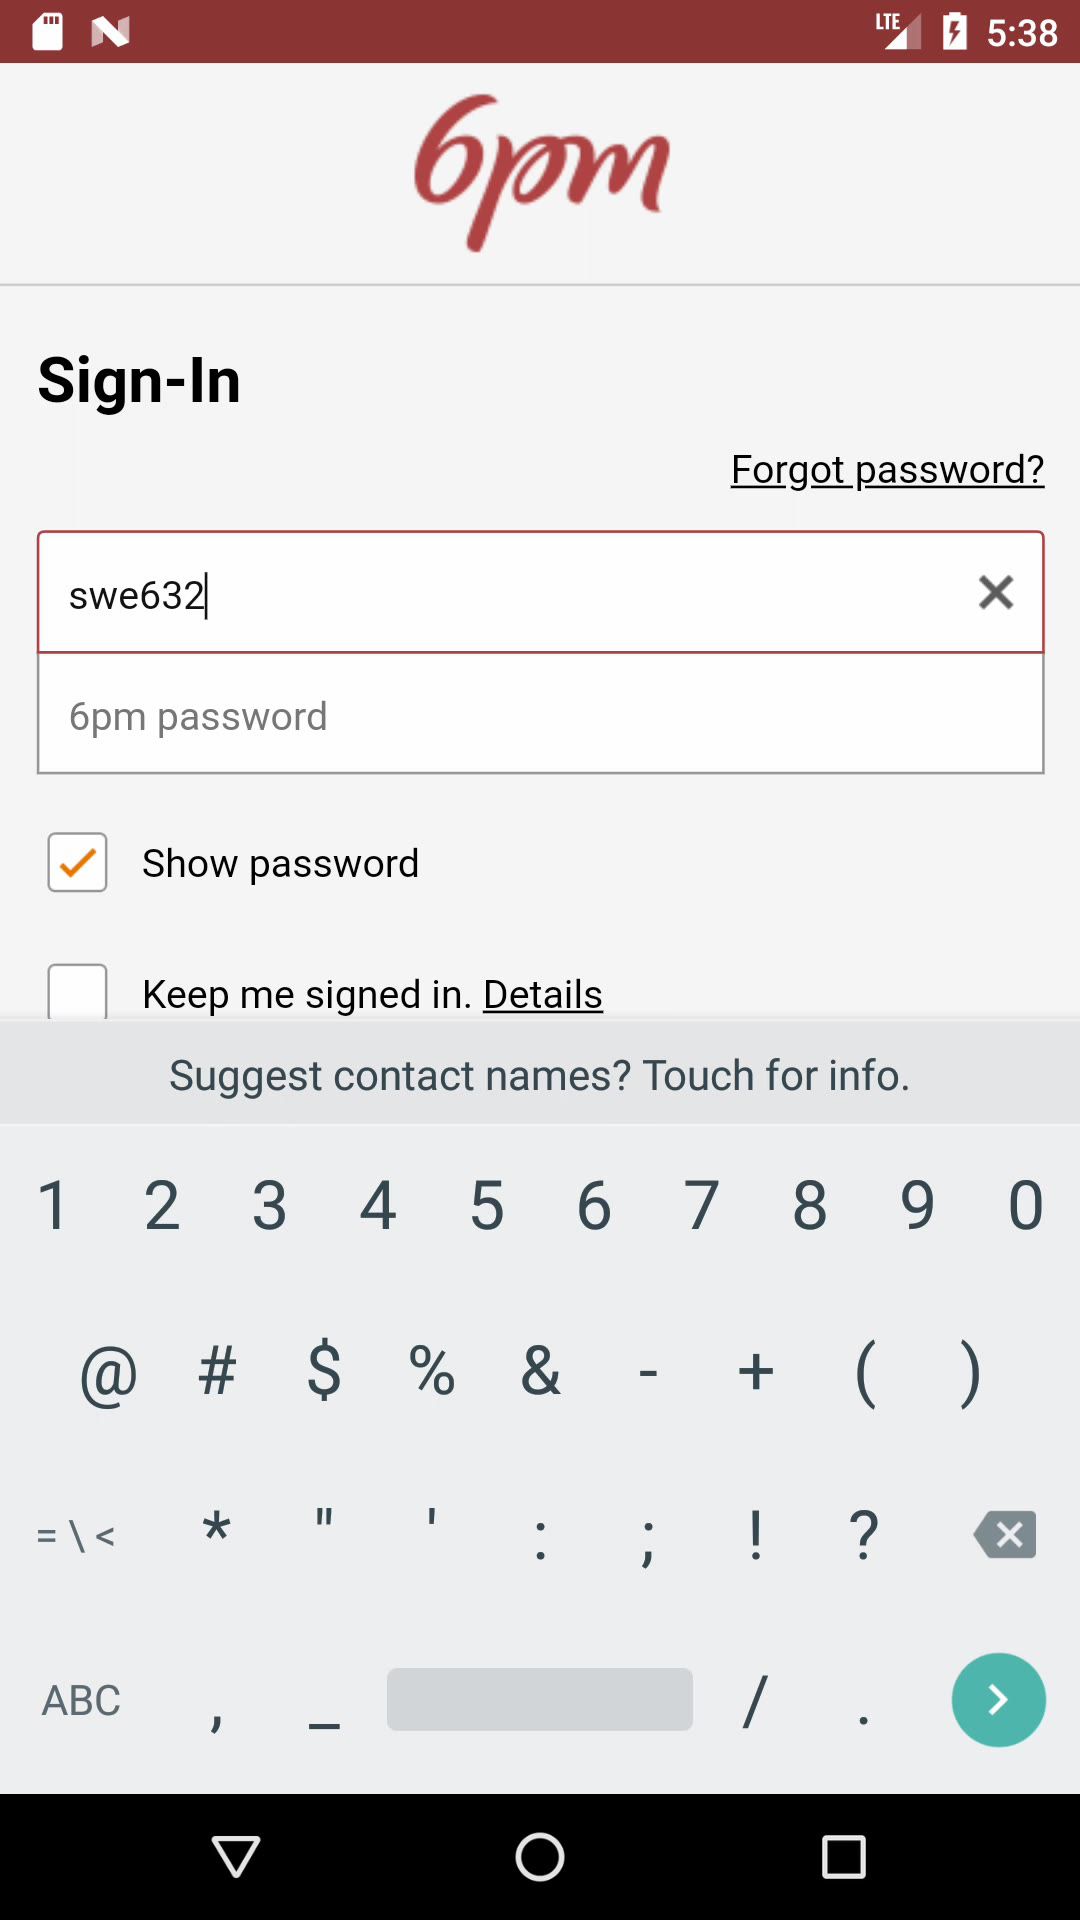 LTE 5:38
6pm
Sign-In
Forgot password?
swe632
6pm password
Show password
Keep me signed in. Details
Suggest contact names? Touch for info.
1 2 3 4 5 6 7 8 9 0
@ # $ % & - + ( )
= \ < * " ' : ; ! ?
ABC , _ / .